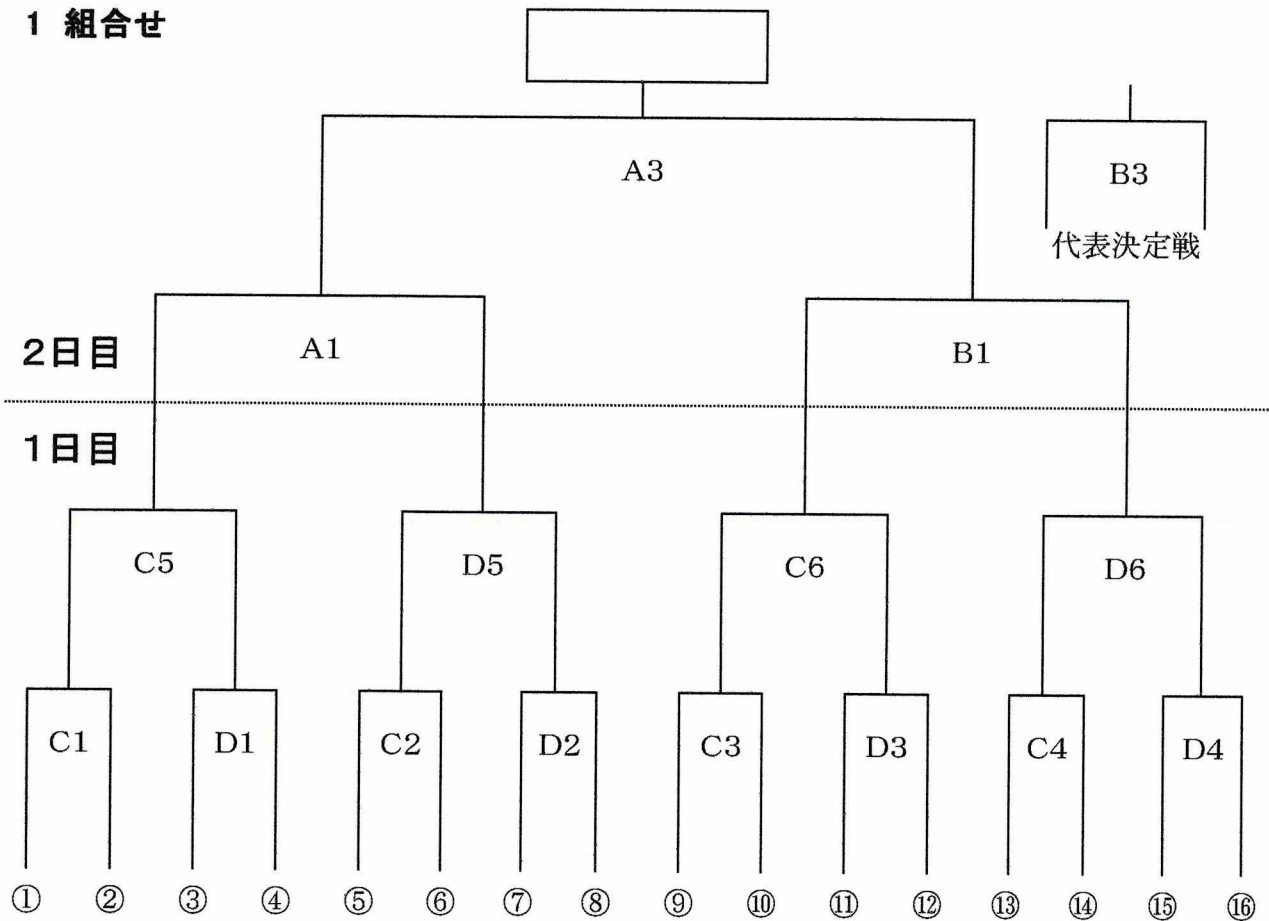 1 組合せ
A3
B3
代表決定戦
2日目
A1
B1
1日目
C5
D5
C6
D6
C1
D1
C2
D2
C3
D3
C4
D4
① ② ③ ④ ⑤ ⑥ ⑦ ⑧ ⑨ ⑩ ⑪ ⑫ ⑬ ⑭ ⑮ ⑯